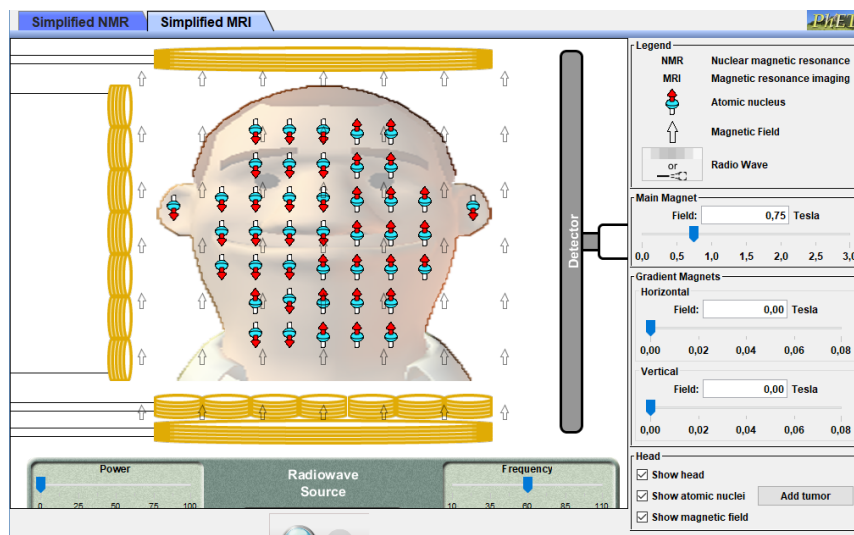 Simplified NMR
Simplified MRI
PhET
Legend
NMR Nuclear magnetic resonance
MRI Magnetic resonance imaging
Atomic nucleus
Magnetic Field
or
Radio Wave
Main Magnet
Field: 0,75 Tesla
0,0 0,5 1,0 1,5 2,0 2,5 3,0
Gradient Magnets
Horizontal
Field: 0,00 Tesla
0,00 0,02 0,04 0,06 0,08
Vertical
Field: 0,00 Tesla
0,00 0,02 0,04 0,06 0,08
Head
Show head
Show atomic nuclei
Add tumor
Show magnetic field
Detector
Power
0 25 50 75 100
Radiowave
Source
Frequency
10 35 60 85 110